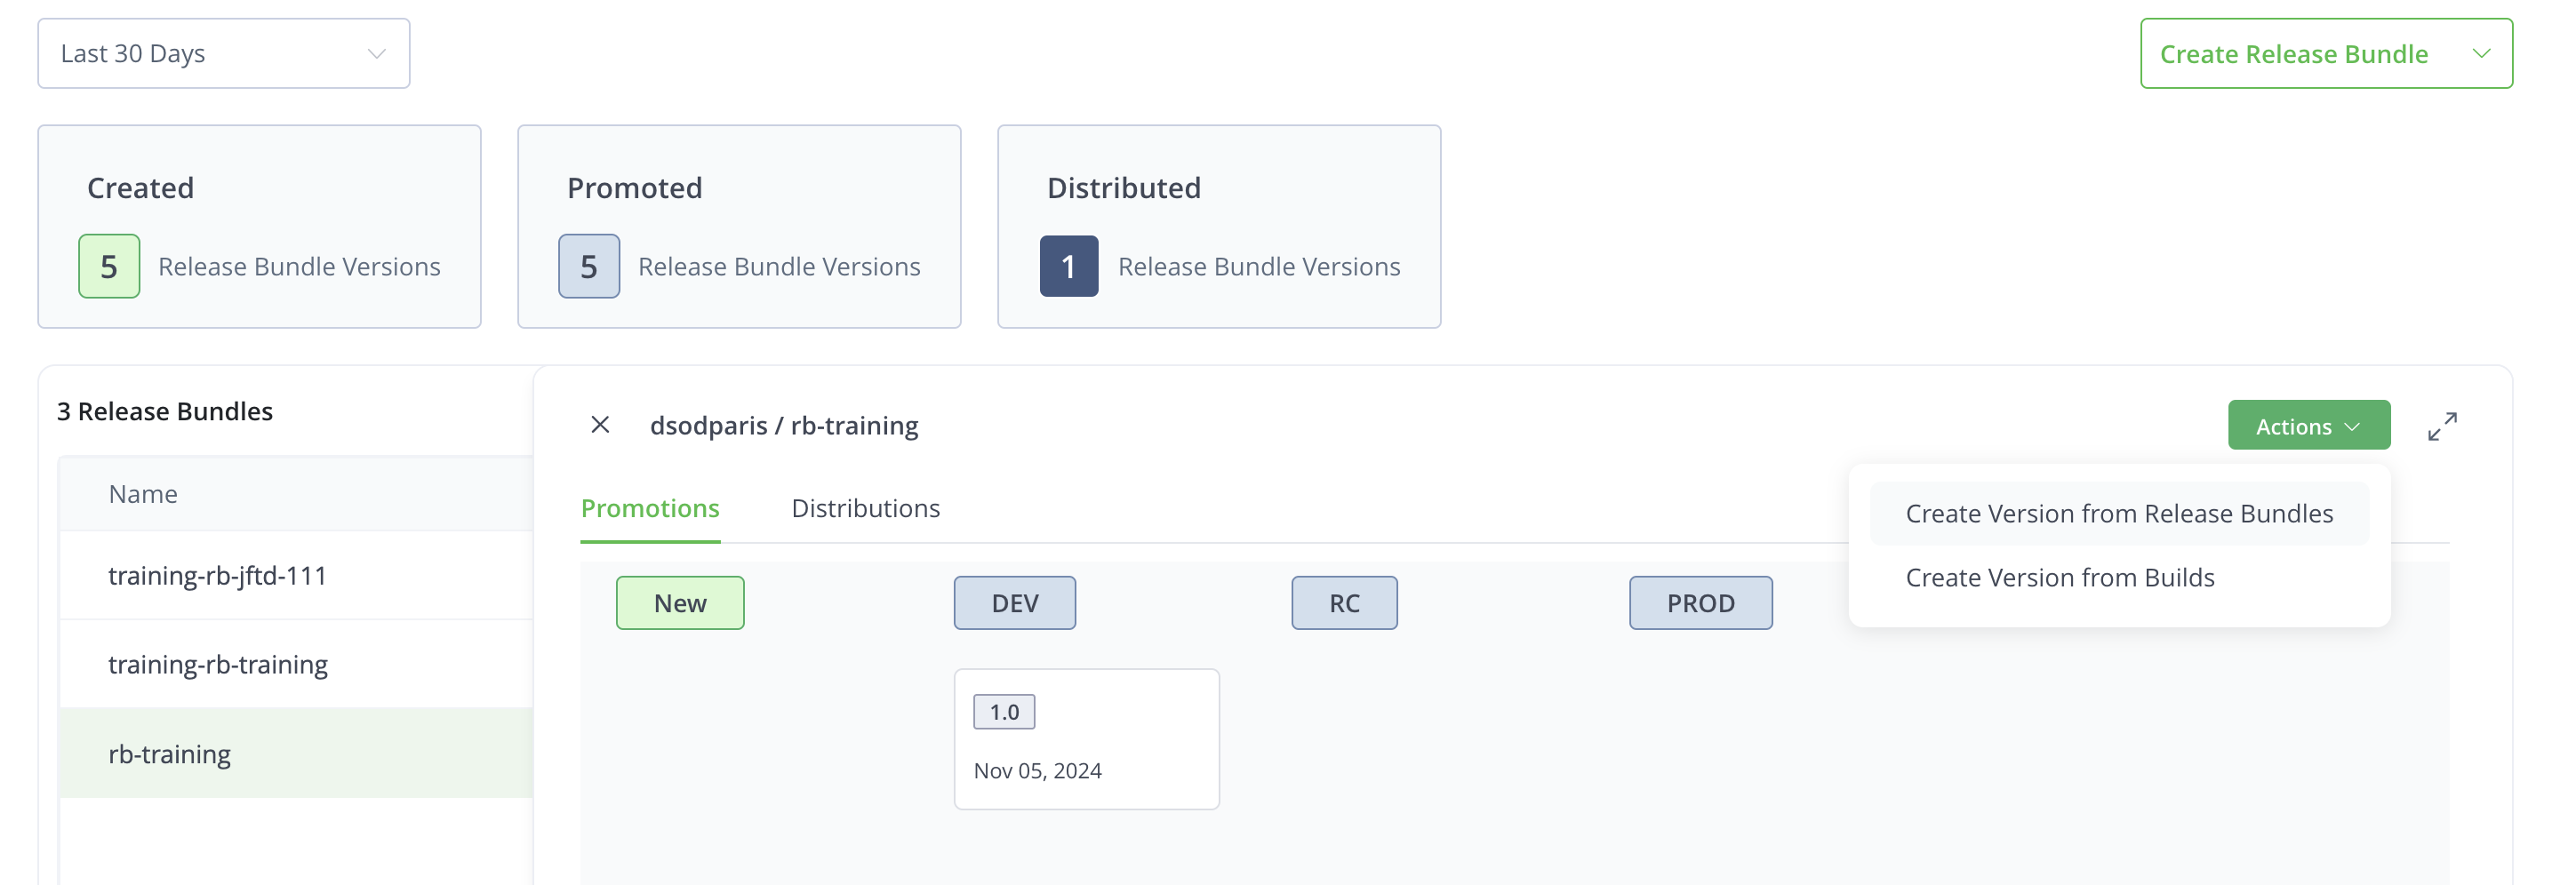 Last 30 Days
Create Release Bundle
Created
5 Release Bundle Versions
Promoted
5 Release Bundle Versions
Distributed
1 Release Bundle Versions
3 Release Bundles
Name
training-rb-jftd-111
training-rb-training
rb-training
dsodparis / rb-training
Actions
Create Version from Release Bundles
Create Version from Builds
Promotions
Distributions
New
DEV
RC
PROD
1.0
Nov 05, 2024